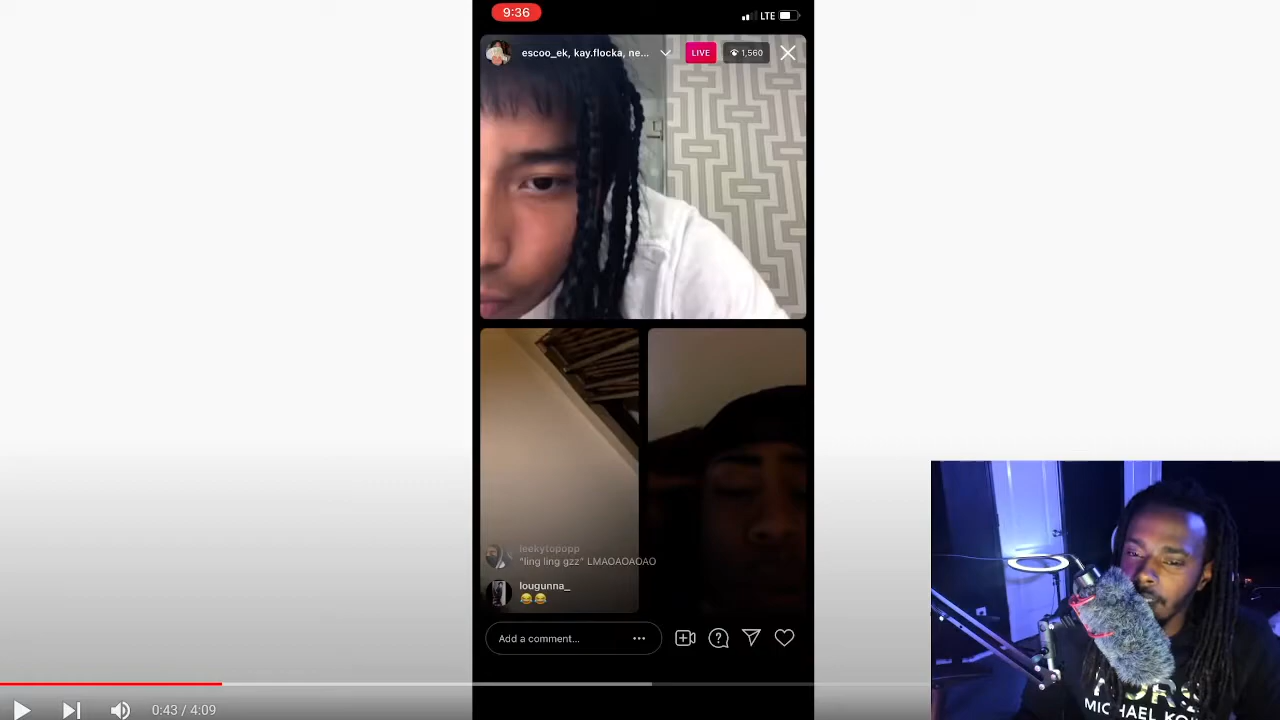 9:36
LTE
escoo_ek, kay.flocka, ne...
LIVE
1,560
leekytopopp
"ling ling gzz" LMAOAOAOAO
lougunna_
😂😂
Add a comment...
KORS
MICHAEL KO
0:43 / 4:09